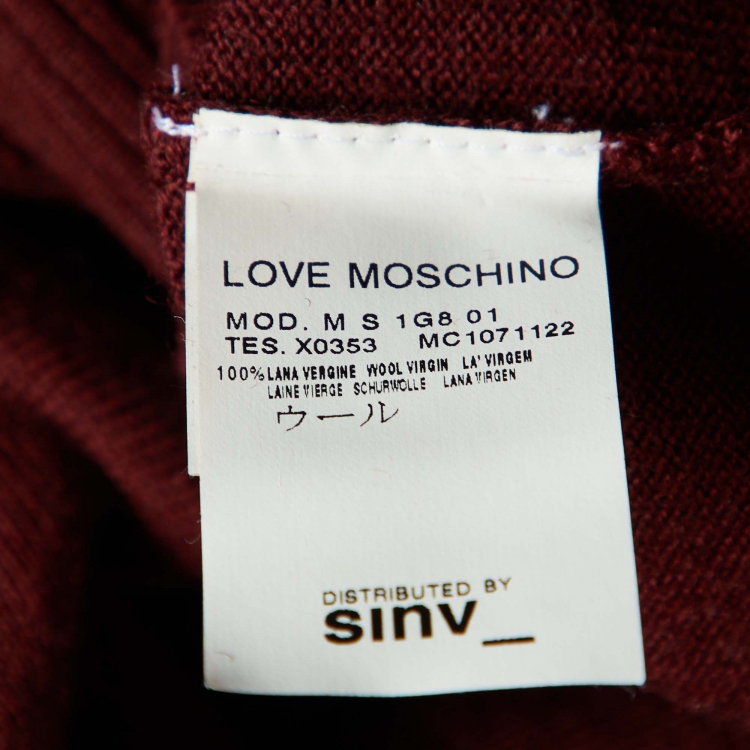 LOVE MOSCHINO
MOD. M S 1G8 01
TES. X0353 MC1071122
100% LANA VERGINE WOOL VIRGIN LA' VIRGEM
LAINE VIERGE SCHURWOLLE LANA VIRGEN
ウール
DISTRIBUTED BY
sinv_